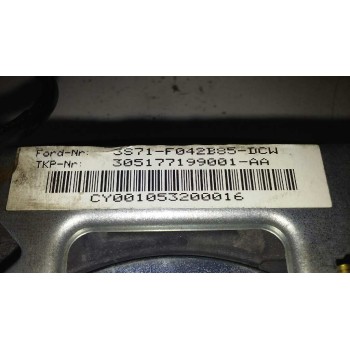 Ford-Nr: 3S71-F042B85-DCW
TKP-Nr: 305177199001-AA
CY001053200016